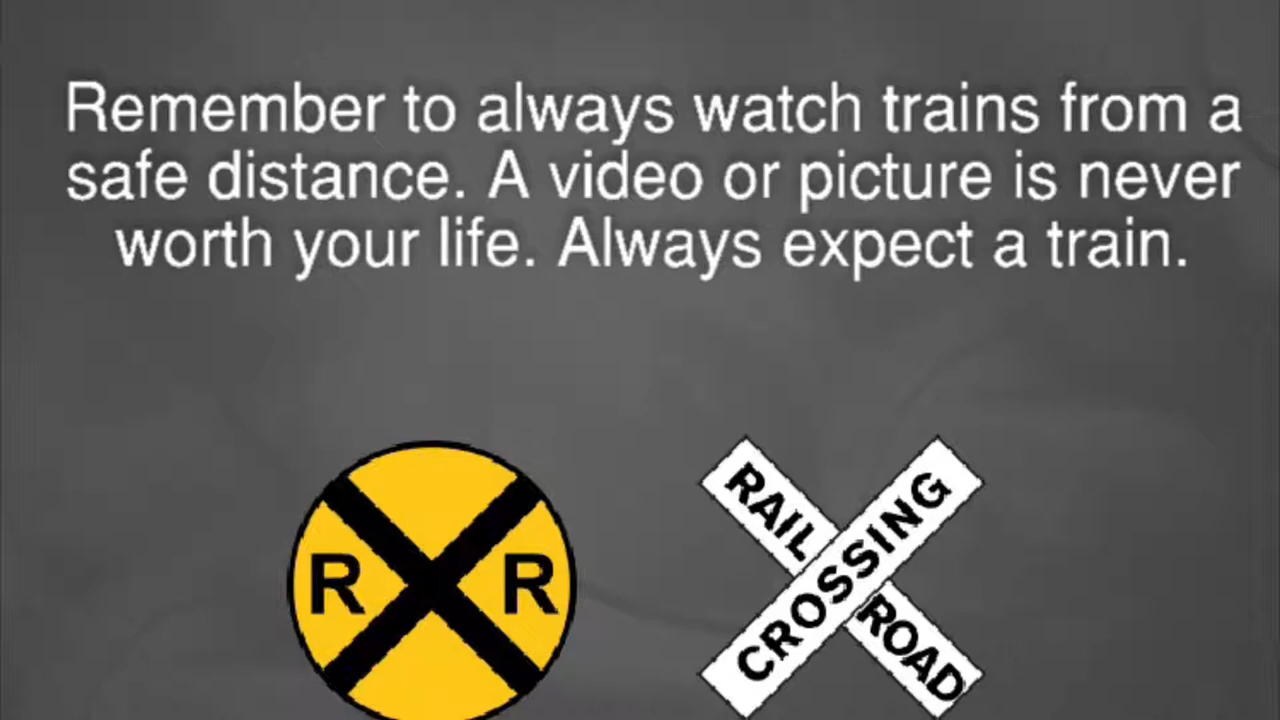 Remember to always watch trains from a
safe distance. A video or picture is never
worth your life. Always expect a train.
R R
RAIL ROAD
CROSSING